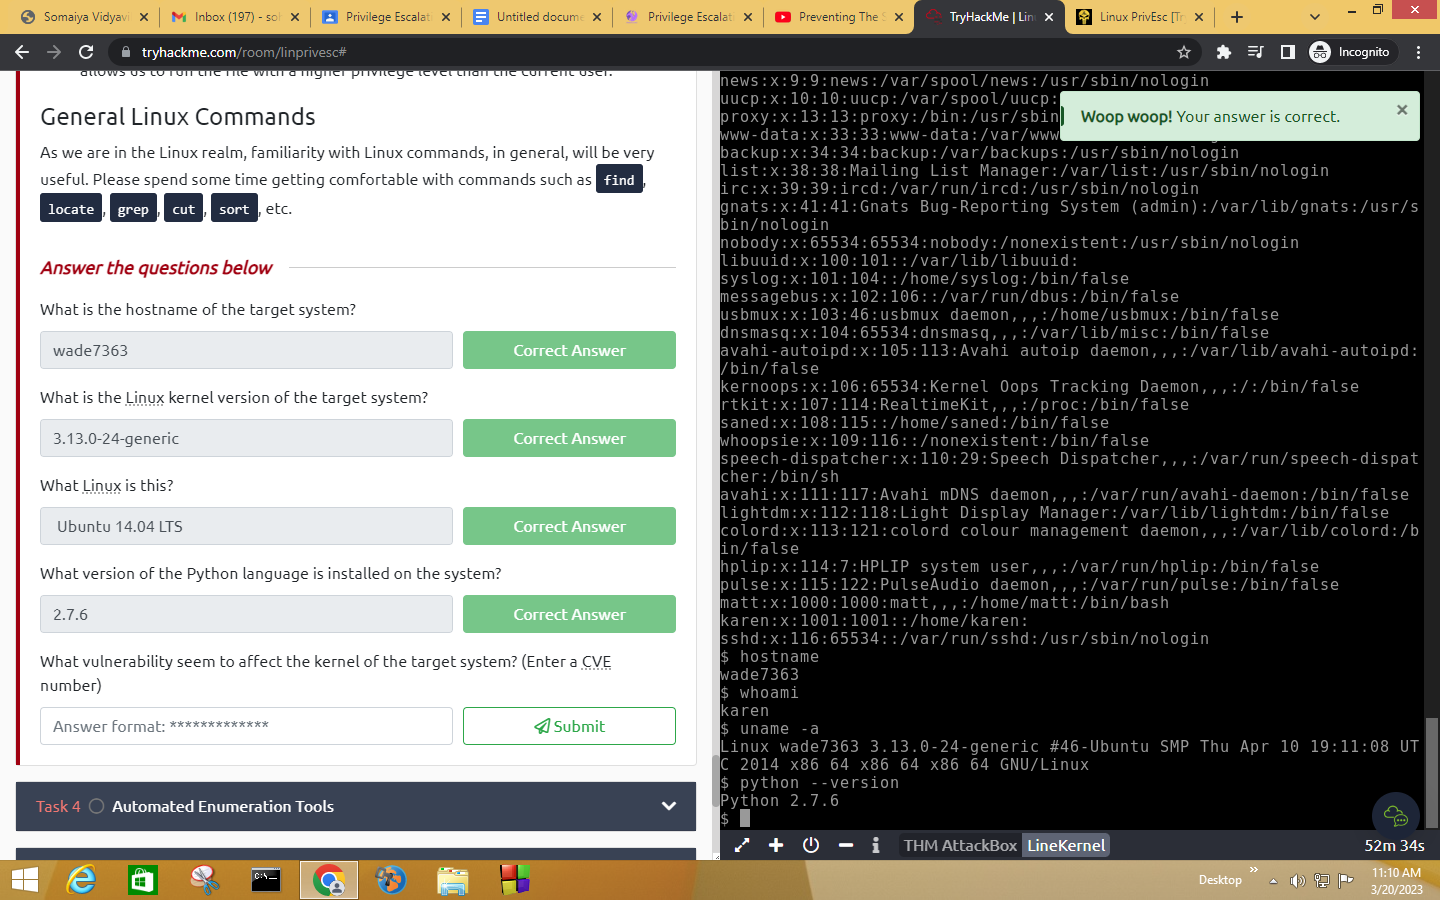 Somaiya Vidyavi
Inbox (197) - so
Privilege Escalat
Untitled docume
Privilege Escalat
Preventing The S
TryHackMe | Lin
Linux PrivEsc [Tr
tryhackme.com/room/linprivesc#
Incognito
allows us to run the file with a higher privilege level than the current user.
General Linux Commands
As we are in the Linux realm, familiarity with Linux commands, in general, will be very
useful. Please spend some time getting comfortable with commands such as find ,
locate , grep , cut , sort , etc.
Answer the questions below
What is the hostname of the target system?
wade7363
Correct Answer
What is the Linux kernel version of the target system?
3.13.0-24-generic
Correct Answer
What Linux is this?
Ubuntu 14.04 LTS
Correct Answer
What version of the Python language is installed on the system?
2.7.6
Correct Answer
What vulnerability seem to affect the kernel of the target system? (Enter a CVE
number)
Answer format: *************
Submit
Task 4 Automated Enumeration Tools
news:x:9:9:news:/var/spool/news:/usr/sbin/nologin
uucp:x:10:10:uucp:/var/spool/uucp:
proxy:x:13:13:proxy:/bin:/usr/sbin
www-data:x:33:33:www-data:/var/www
Woop woop! Your answer is correct. ×
backup:x:34:34:backup:/var/backups:/usr/sbin/nologin
list:x:38:38:Mailing List Manager:/var/list:/usr/sbin/nologin
irc:x:39:39:ircd:/var/run/ircd:/usr/sbin/nologin
gnats:x:41:41:Gnats Bug-Reporting System (admin):/var/lib/gnats:/usr/s
bin/nologin
nobody:x:65534:65534:nobody:/nonexistent:/usr/sbin/nologin
libuuid:x:100:101::/var/lib/libuuid:
syslog:x:101:104::/home/syslog:/bin/false
messagebus:x:102:106::/var/run/dbus:/bin/false
usbmux:x:103:46:usbmux daemon,,,:/home/usbmux:/bin/false
dnsmasq:x:104:65534:dnsmasq,,,:/var/lib/misc:/bin/false
avahi-autoipd:x:105:113:Avahi autoip daemon,,,:/var/lib/avahi-autoipd:
/bin/false
kernoops:x:106:65534:Kernel Oops Tracking Daemon,,,:/:/bin/false
rtkit:x:107:114:RealtimeKit,,,:/proc:/bin/false
saned:x:108:115::/home/saned:/bin/false
whoopsie:x:109:116::/nonexistent:/bin/false
speech-dispatcher:x:110:29:Speech Dispatcher,,,:/var/run/speech-dispat
cher:/bin/sh
avahi:x:111:117:Avahi mDNS daemon,,,:/var/run/avahi-daemon:/bin/false
lightdm:x:112:118:Light Display Manager:/var/lib/lightdm:/bin/false
colord:x:113:121:colord colour management daemon,,,:/var/lib/colord:/b
in/false
hplip:x:114:7:HPLIP system user,,,:/var/run/hplip:/bin/false
pulse:x:115:122:PulseAudio daemon,,,:/var/run/pulse:/bin/false
matt:x:1000:1000:matt,,,:/home/matt:/bin/bash
karen:x:1001:1001::/home/karen:
sshd:x:116:65534::/var/run/sshd:/usr/sbin/nologin
$ hostname
wade7363
$ whoami
karen
$ uname -a
Linux wade7363 3.13.0-24-generic #46-Ubuntu SMP Thu Apr 10 19:11:08 UT
C 2014 x86 64 x86 64 x86 64 GNU/Linux
$ python --version
Python 2.7.6
$
THM AttackBox
LineKernel
52m 34s
Desktop
11:10 AM
3/20/2023